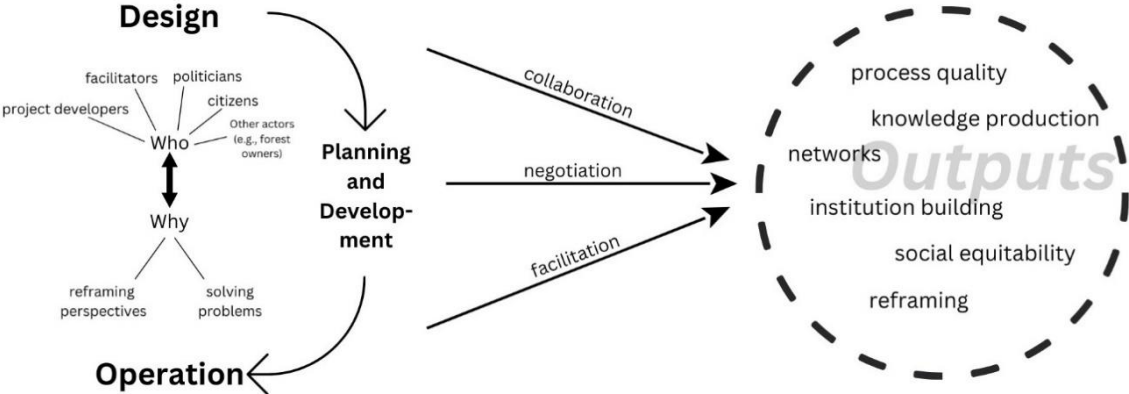 Design
facilitators
politicians
project developers
citizens
Other actors
(e.g., forest
owners)
Who
Why
reframing
perspectives
solving
problems
Operation
Planning
and
Develop-
ment
collaboration
negotiation
facilitation
Outputs
process quality
knowledge production
networks
institution building
social equitability
reframing